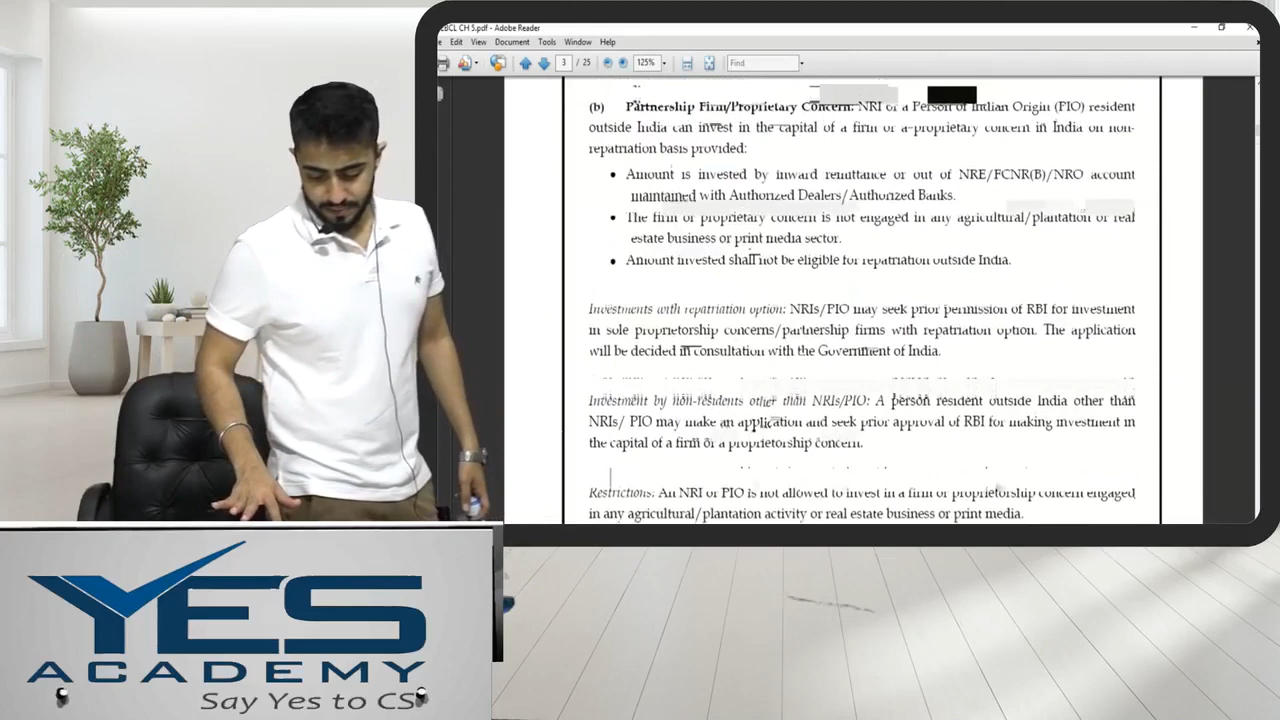 EBCL CH 5.pdf - Adobe Reader
Edit View Document Tools Window Help
3 / 25 125% Find
(b) Partnership Firm/Proprietary Concern: NRI or a Person of Indian Origin (PIO) resident
outside India can invest in the capital of a firm or a proprietary concern in India on non-
repatriation basis provided:
• Amount is invested by inward remittance or out of NRE/FCNR(B)/NRO account
maintained with Authorized Dealers/Authorized Banks.
• The firm or proprietary concern is not engaged in any agricultural/plantation or real
estate business or print media sector.
• Amount invested shall not be eligible for repatriation outside India.
Investments with repatriation option: NRIs/PIO may seek prior permission of RBI for investment
in sole proprietorship concerns/partnership firms with repatriation option. The application
will be decided in consultation with the Government of India.
Investment by non-residents other than NRIs/PIO: A person resident outside India other than
NRIs/ PIO may make an application and seek prior approval of RBI for making investment in
the capital of a firm or a proprietorship concern.
Restrictions: An NRI or PIO is not allowed to invest in a firm or proprietorship concern engaged
in any agricultural/plantation activity or real estate business or print media.
YES
ACADEMY
Say Yes to CS